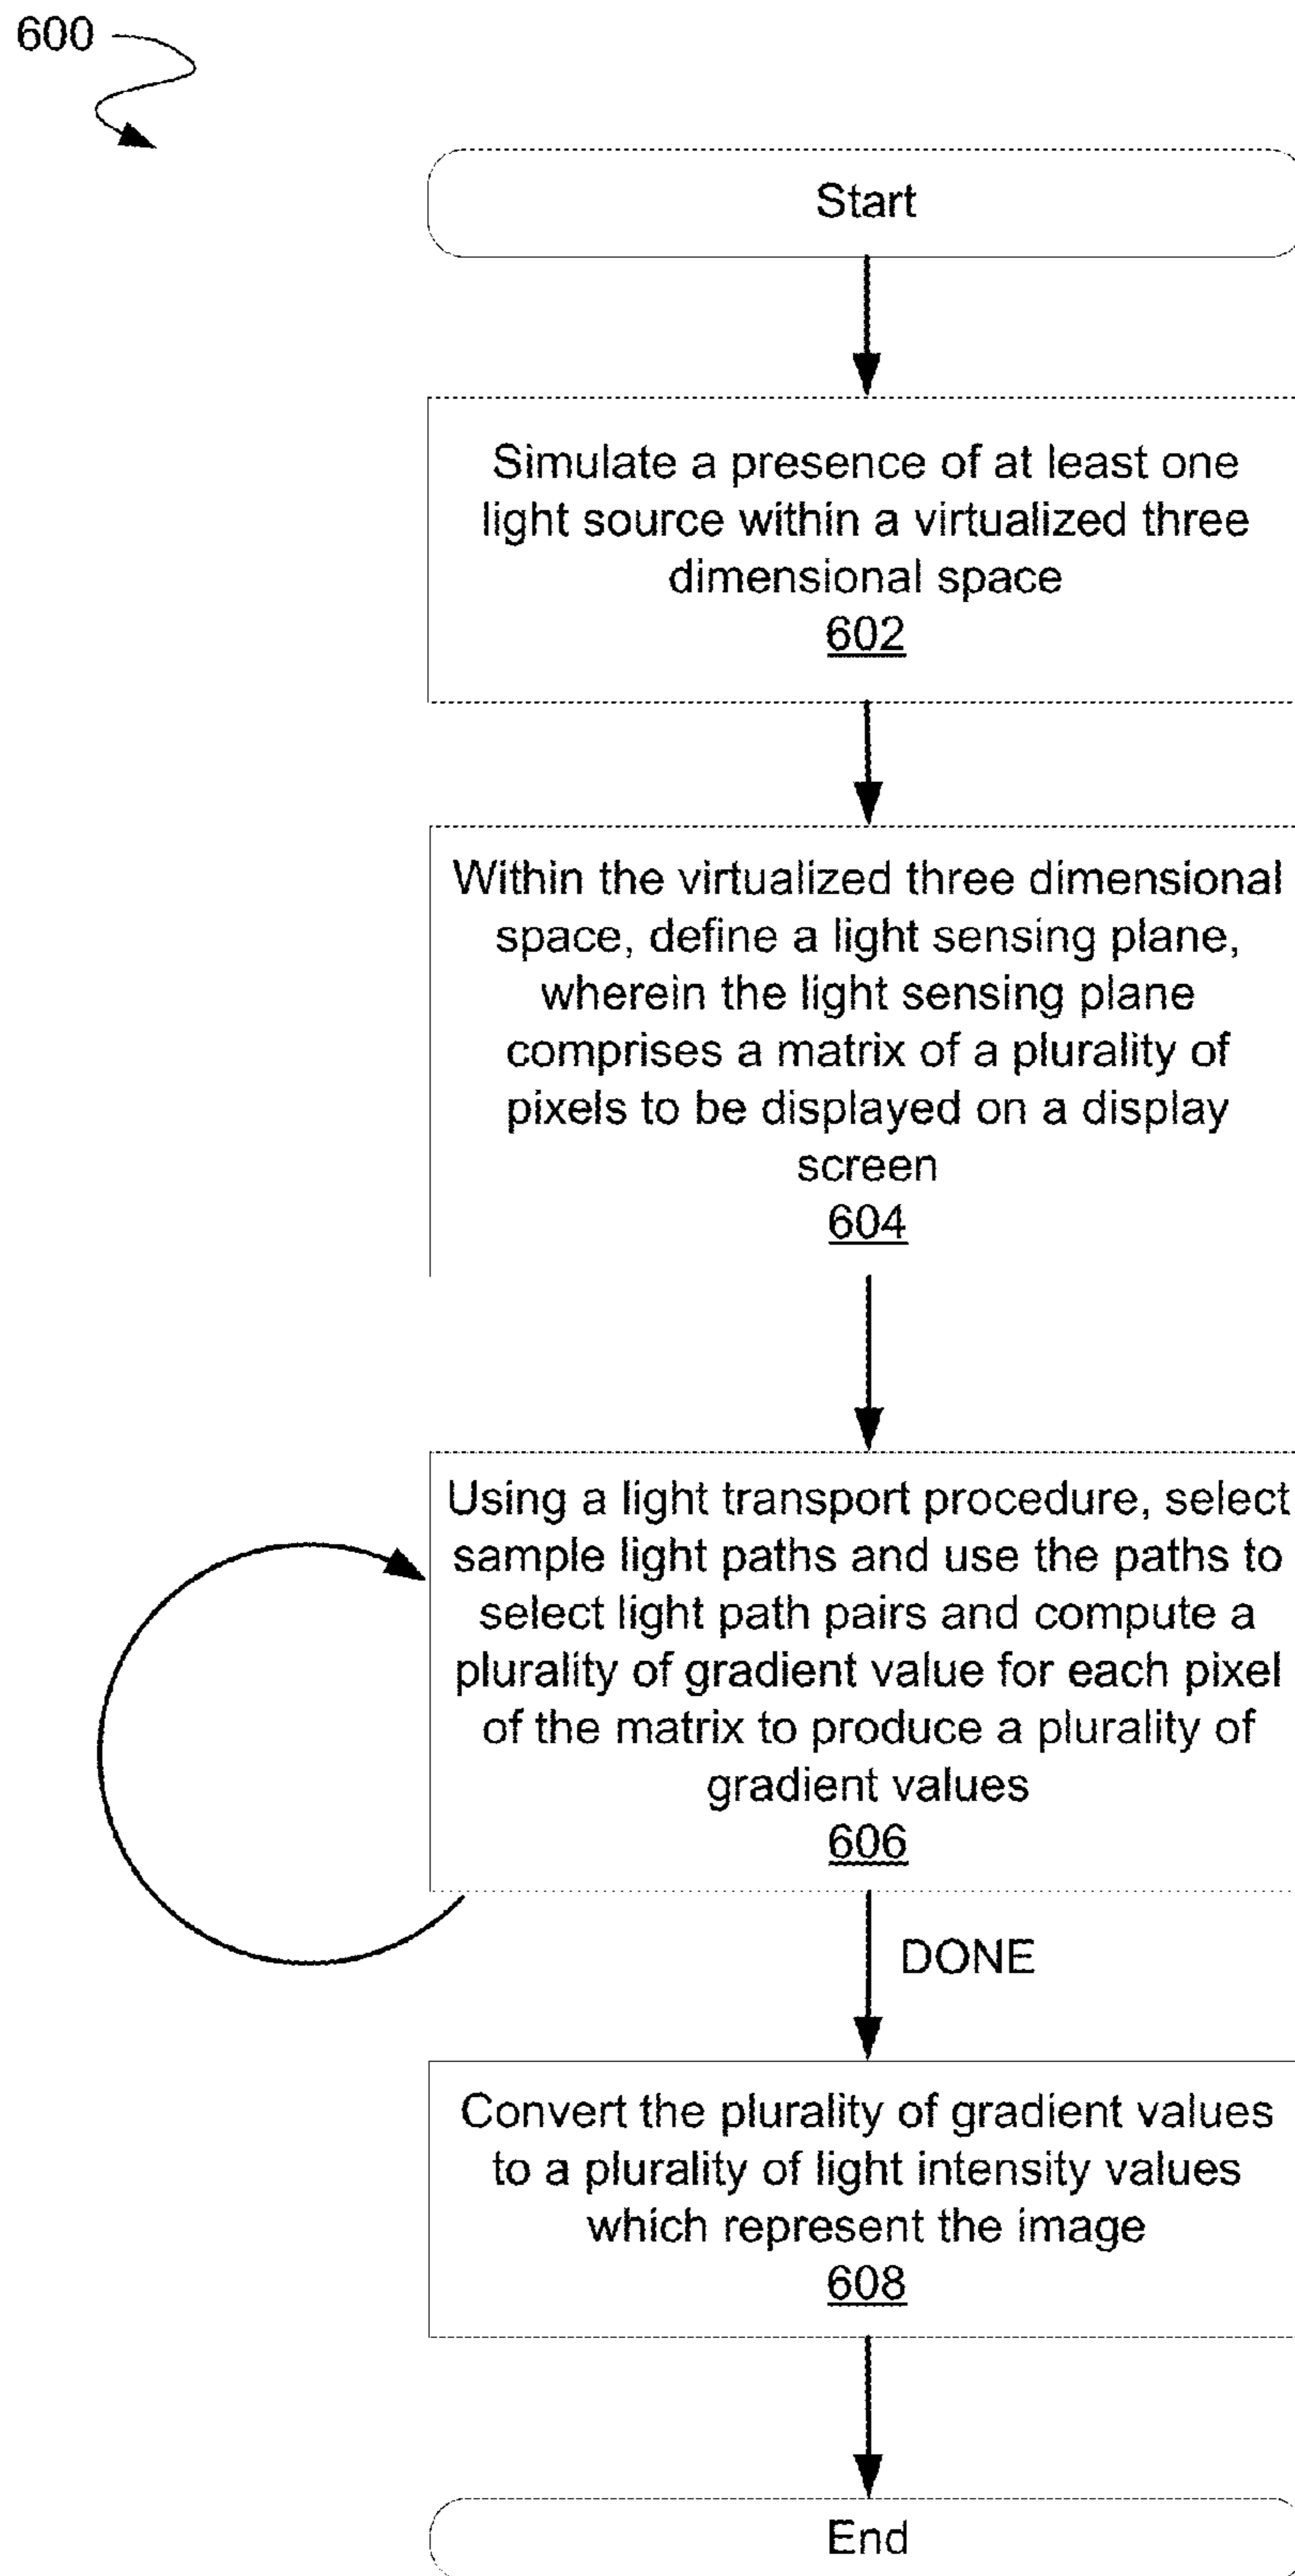 600
Start
Simulate a presence of at least one
light source within a virtualized three
dimensional space
602
Within the virtualized three dimensional
space, define a light sensing plane,
wherein the light sensing plane
comprises a matrix of a plurality of
pixels to be displayed on a display
screen
604
Using a light transport procedure, select
sample light paths and use the paths to
select light path pairs and compute a
plurality of gradient value for each pixel
of the matrix to produce a plurality of
gradient values
606
DONE
Convert the plurality of gradient values
to a plurality of light intensity values
which represent the image
608
End